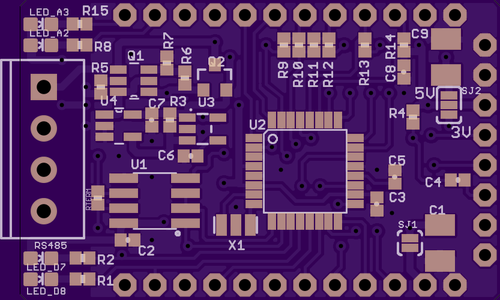 LED_A3 R15
LED_A2 R8
Q1 R7
R6 Q2
R5
U4 C7 R3 U3
C6
U1
RTERM
C2
RS485
LED_D7 R2
LED_D8 R1
X1
U2
R9 R10 R11 R12 R13 R14 C8
C9
5V SJ2
R4
3V
C5
C4
C3
C1
SJ1